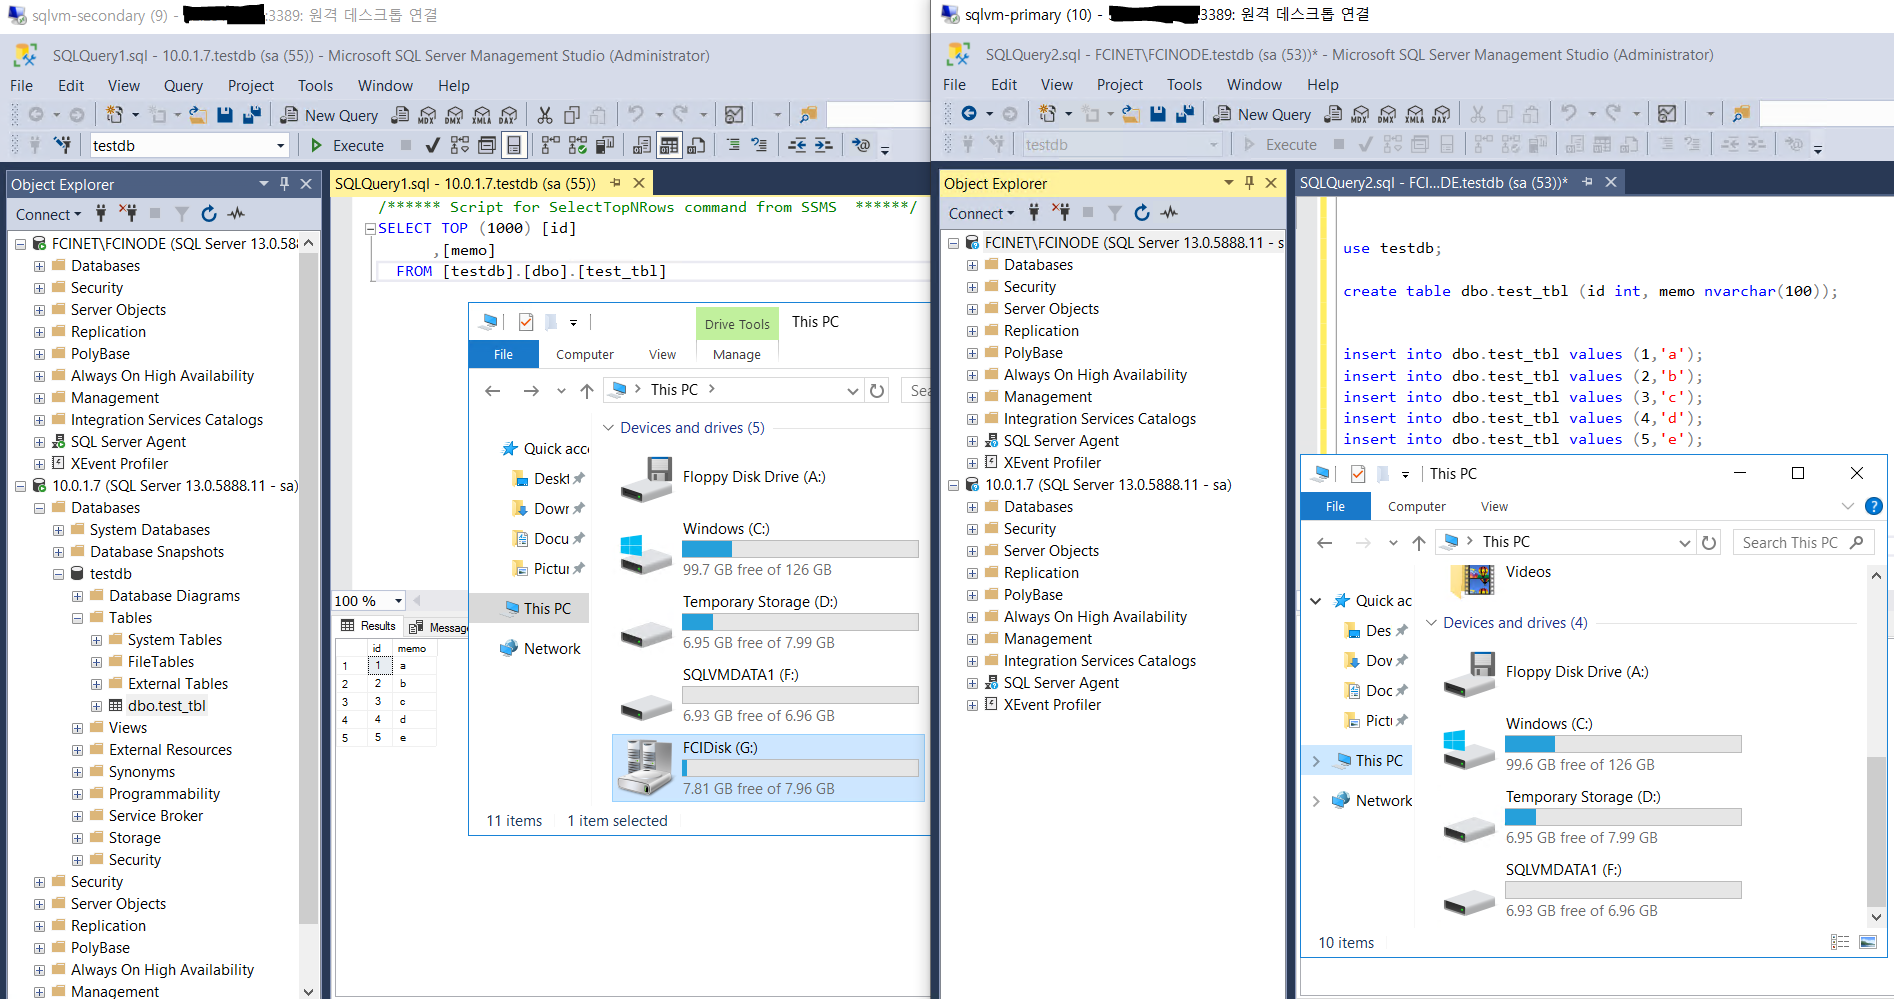 sqlvm-secondary (9) -
:3389: 원격 데스크톱 연결
SQLQuery1.sql - 10.0.1.7.testdb (sa (55)) - Microsoft SQL Server Management Studio (Administrator)
File Edit View Query Project Tools Window Help
New Query MDX DMX XMLA DAX
testdb Execute
Object Explorer
Connect
FCINET\FCINODE (SQL Server 13.0.588
Databases
Security
Server Objects
Replication
PolyBase
Always On High Availability
Management
Integration Services Catalogs
SQL Server Agent
XEvent Profiler
10.0.1.7 (SQL Server 13.0.5888.11 - sa)
Databases
System Databases
Database Snapshots
testdb
Database Diagrams
Tables
System Tables
FileTables
External Tables
dbo.test_tbl
Views
External Resources
Synonyms
Programmability
Service Broker
Storage
Security
Security
Server Objects
Replication
PolyBase
Always On High Availability
Management
SQLQuery1.sql - 10.0.1.7.testdb (sa (55))
/****** Script for SelectTopNRows command from SSMS ******/
SELECT TOP (1000) [id]
,[memo]
FROM [testdb].[dbo].[test_tbl]
100 %
Results Message
id memo
1 1 a
2 2 b
3 3 c
4 4 d
5 5 e
Drive Tools This PC
File Computer View Manage
This PC Sea
Quick acc
Deskt
Dowr
Docu
Pictur
This PC
Network
Devices and drives (5)
Floppy Disk Drive (A:)
Windows (C:)
99.7 GB free of 126 GB
Temporary Storage (D:)
6.95 GB free of 7.99 GB
SQLVMDATA1 (F:)
6.93 GB free of 6.96 GB
FCIDisk (G:)
7.81 GB free of 7.96 GB
11 items 1 item selected
sqlvm-primary (10) -
3389: 원격 데스크톱 연결
SQLQuery2.sql - FCINET\FCINODE.testdb (sa (53))* - Microsoft SQL Server Management Studio (Administrator)
File Edit View Project Tools Window Help
New Query MDX DMX XMLA DAX
testdb Execute
Object Explorer
Connect
FCINET\FCINODE (SQL Server 13.0.5888.11 - s
Databases
Security
Server Objects
Replication
PolyBase
Always On High Availability
Management
Integration Services Catalogs
SQL Server Agent
XEvent Profiler
10.0.1.7 (SQL Server 13.0.5888.11 - sa)
Databases
Security
Server Objects
Replication
PolyBase
Always On High Availability
Management
Integration Services Catalogs
SQL Server Agent
XEvent Profiler
SQLQuery2.sql - FCI...DE.testdb (sa (53))*
use testdb;
create table dbo.test_tbl (id int, memo nvarchar(100));
insert into dbo.test_tbl values (1,'a');
insert into dbo.test_tbl values (2,'b');
insert into dbo.test_tbl values (3,'c');
insert into dbo.test_tbl values (4,'d');
insert into dbo.test_tbl values (5,'e');
This PC
File Computer View
This PC Search This PC
Quick ac
Des
Dov
Doc
Pictu
This PC
Network
Videos
Devices and drives (4)
Floppy Disk Drive (A:)
Windows (C:)
99.6 GB free of 126 GB
Temporary Storage (D:)
6.95 GB free of 7.99 GB
SQLVMDATA1 (F:)
6.93 GB free of 6.96 GB
10 items